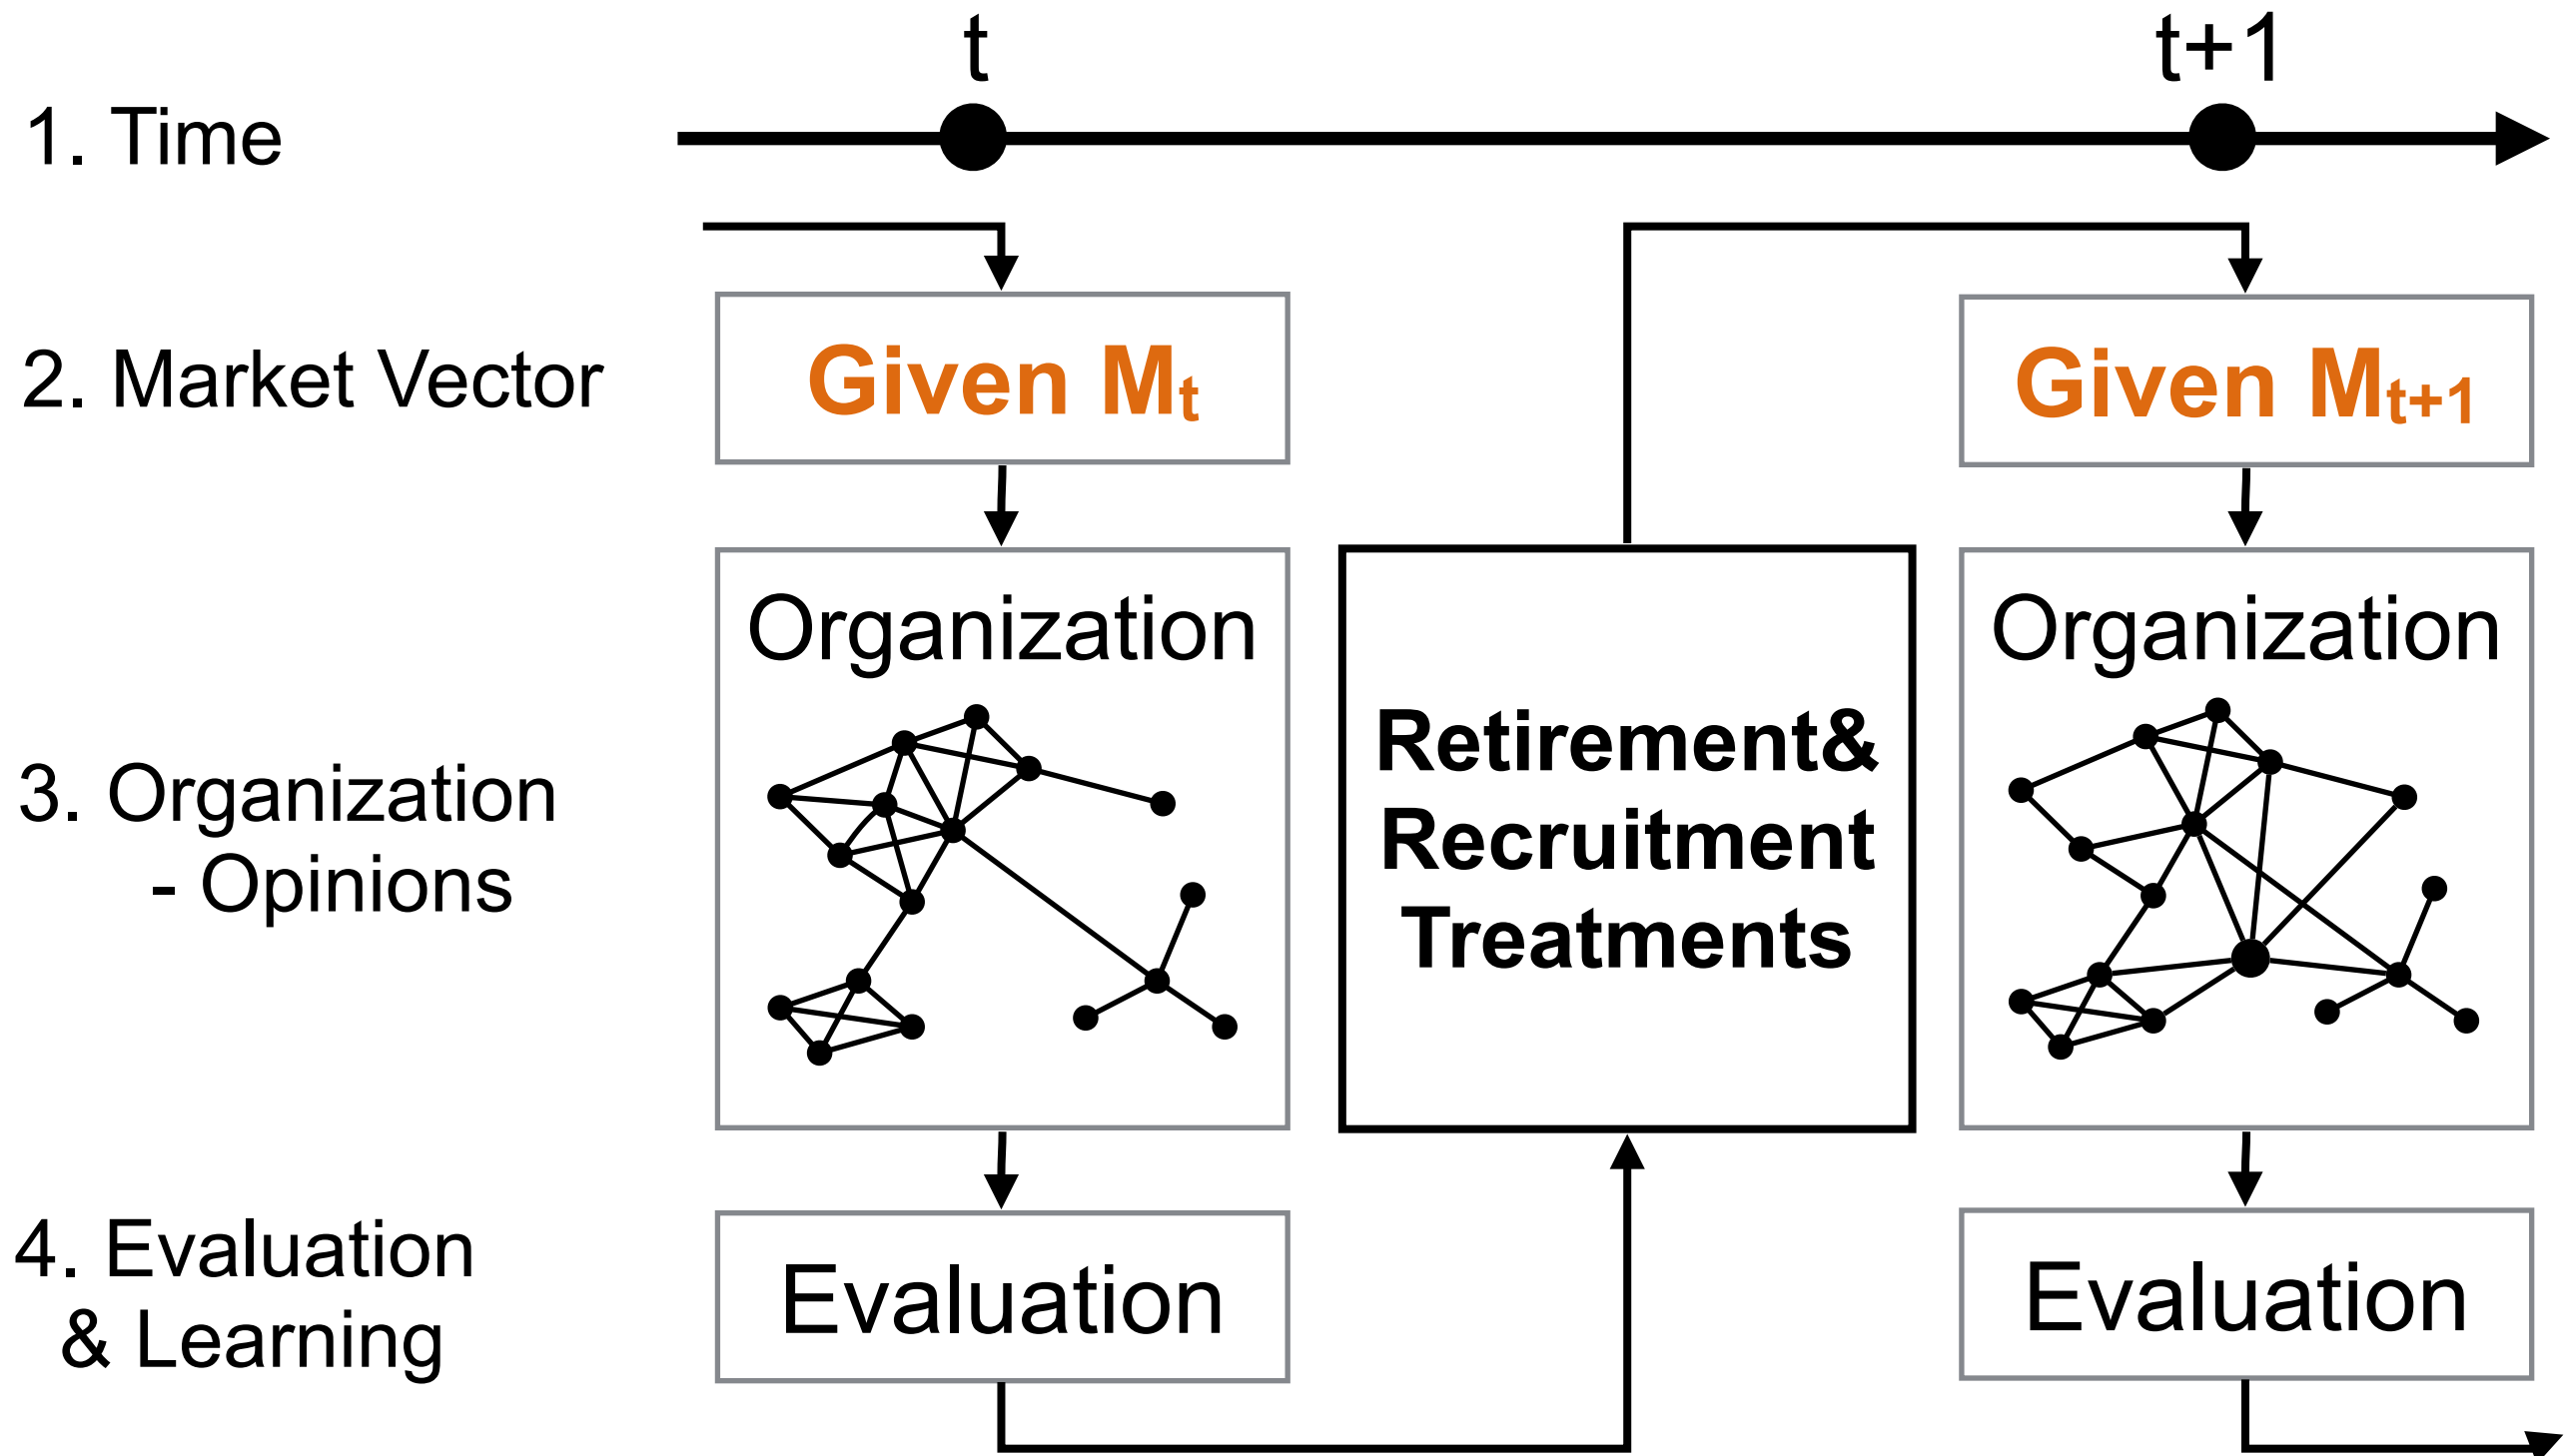 t
t+1
1. Time
2. Market Vector
Given Mt
Given Mt+1
3. Organization
- Opinions
Organization
Retirement&
Recruitment
Treatments
Organization
4. Evaluation
& Learning
Evaluation
Evaluation